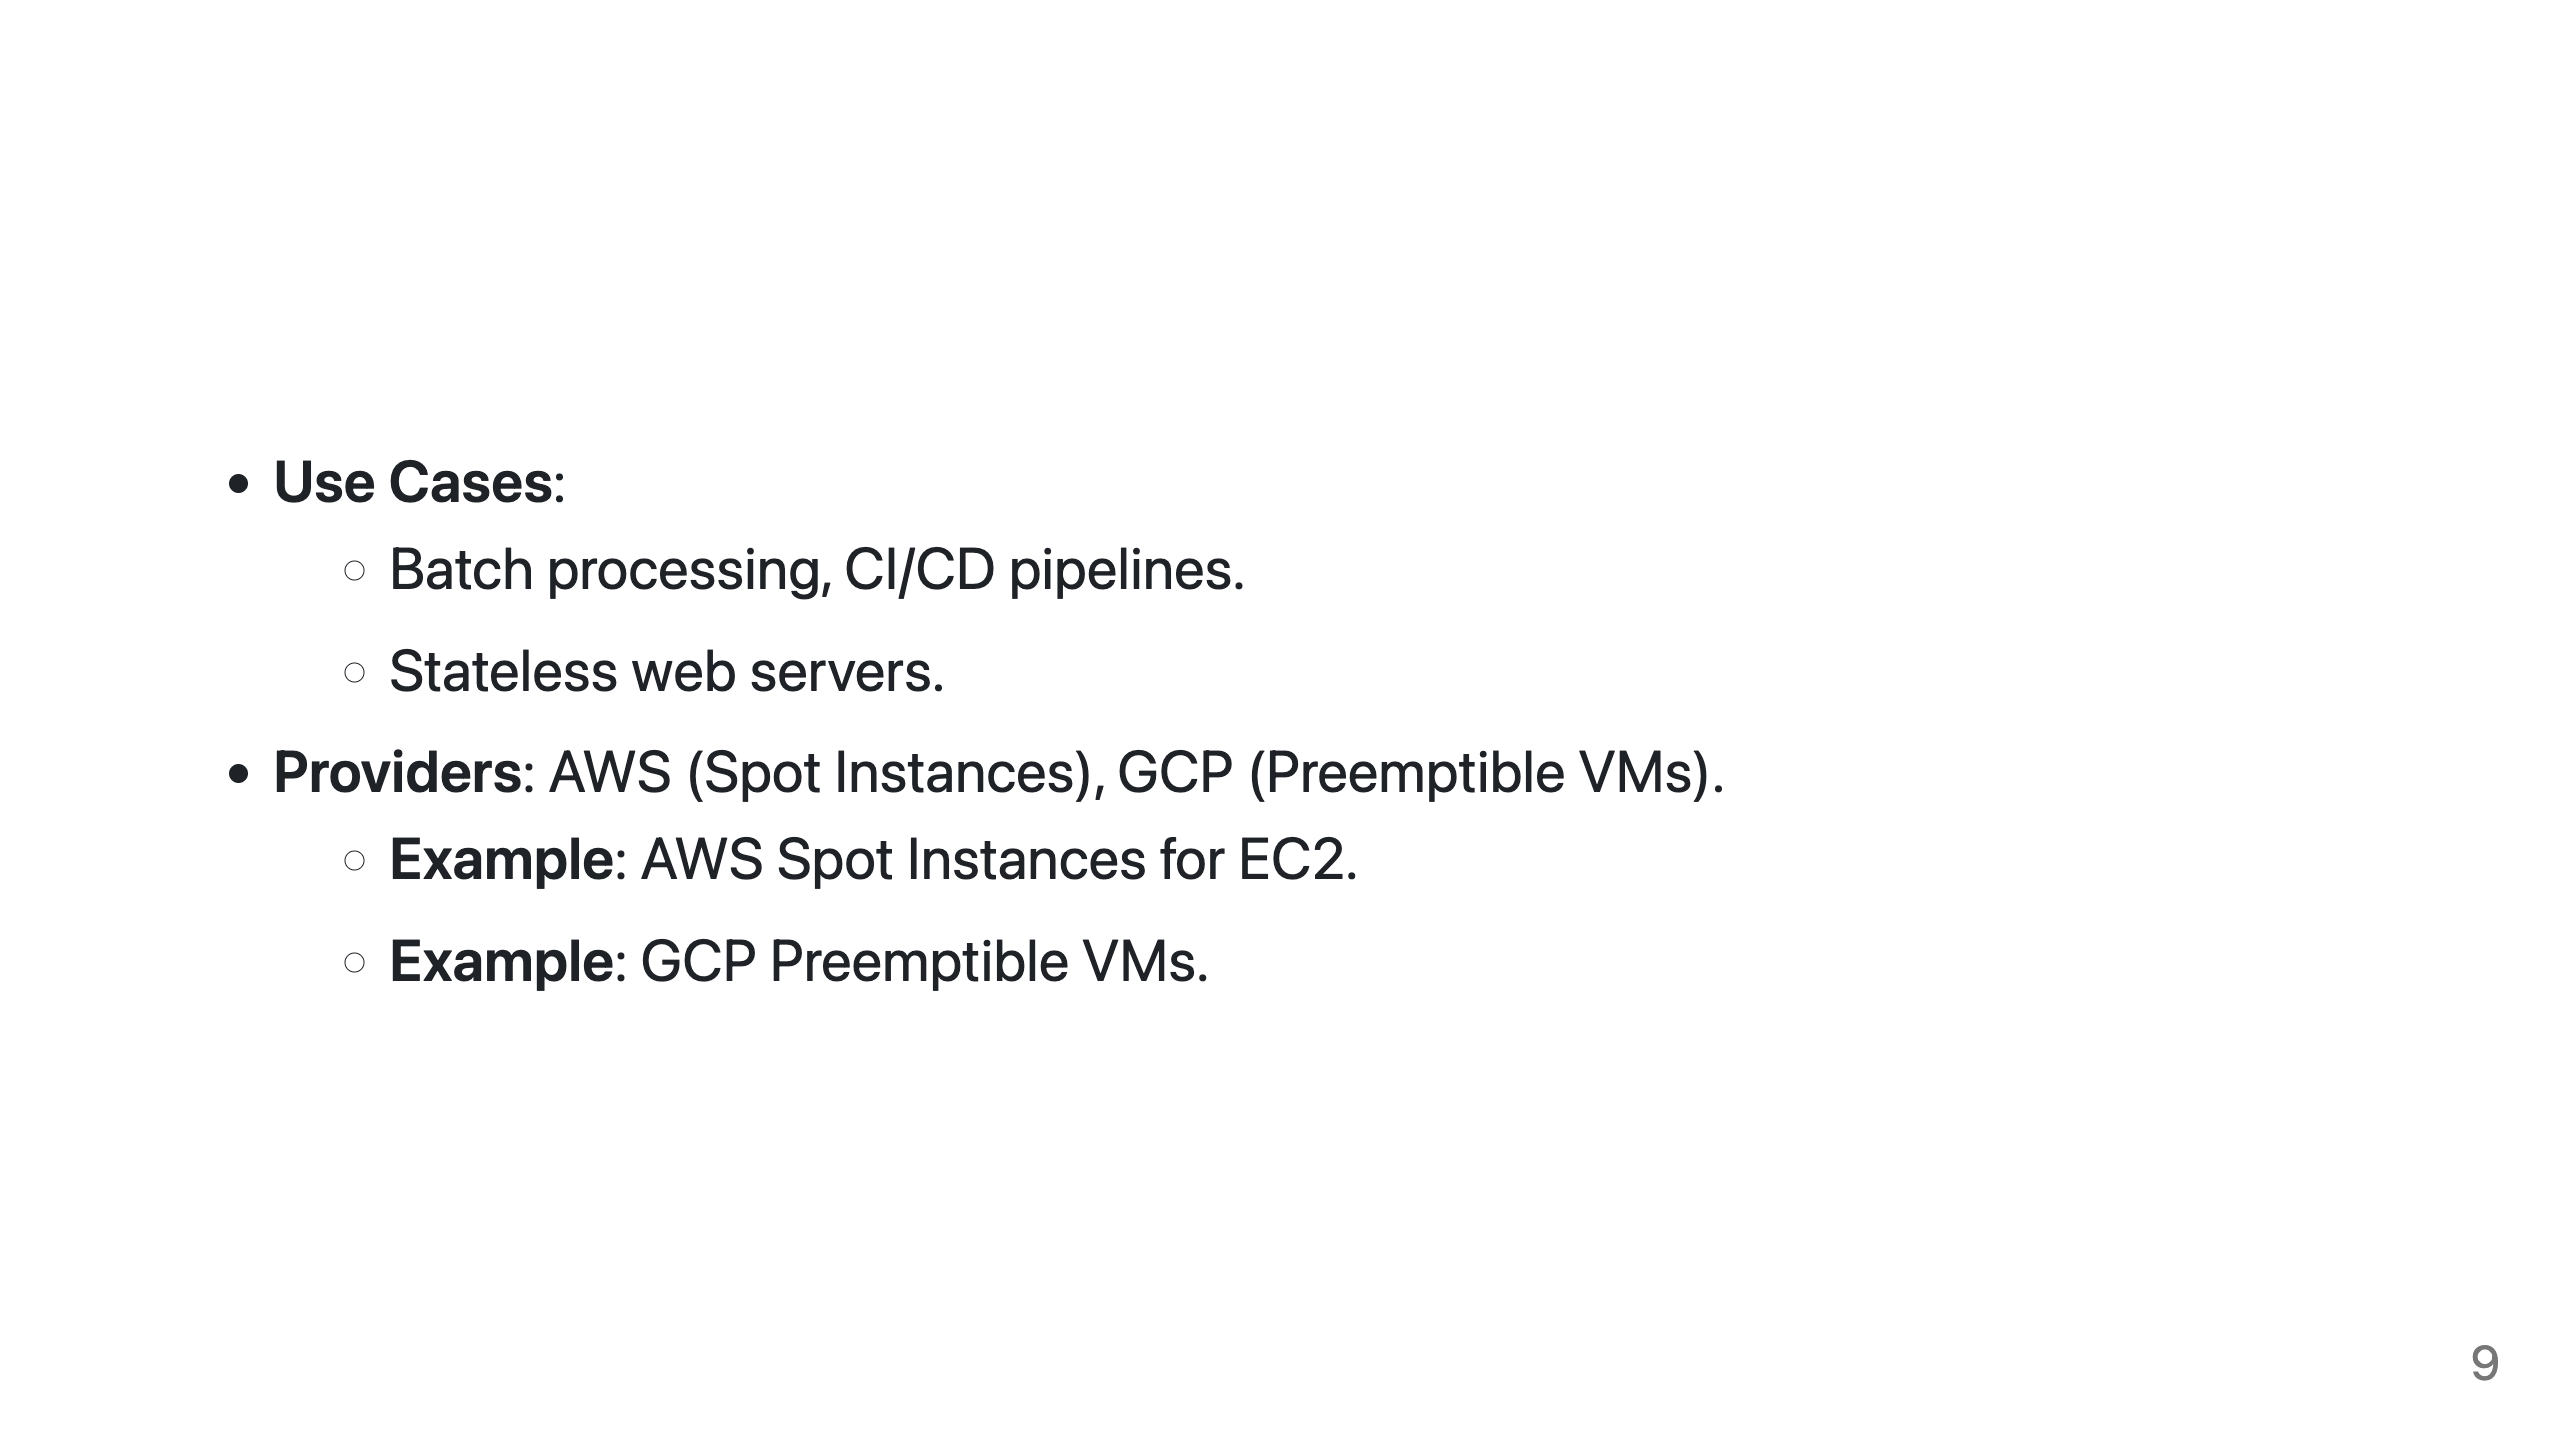 • Use Cases:
○ Batch processing, CI/CD pipelines.
○ Stateless web servers.
• Providers: AWS (Spot Instances), GCP (Preemptible VMs).
○ Example: AWS Spot Instances for EC2.
○ Example: GCP Preemptible VMs.
9